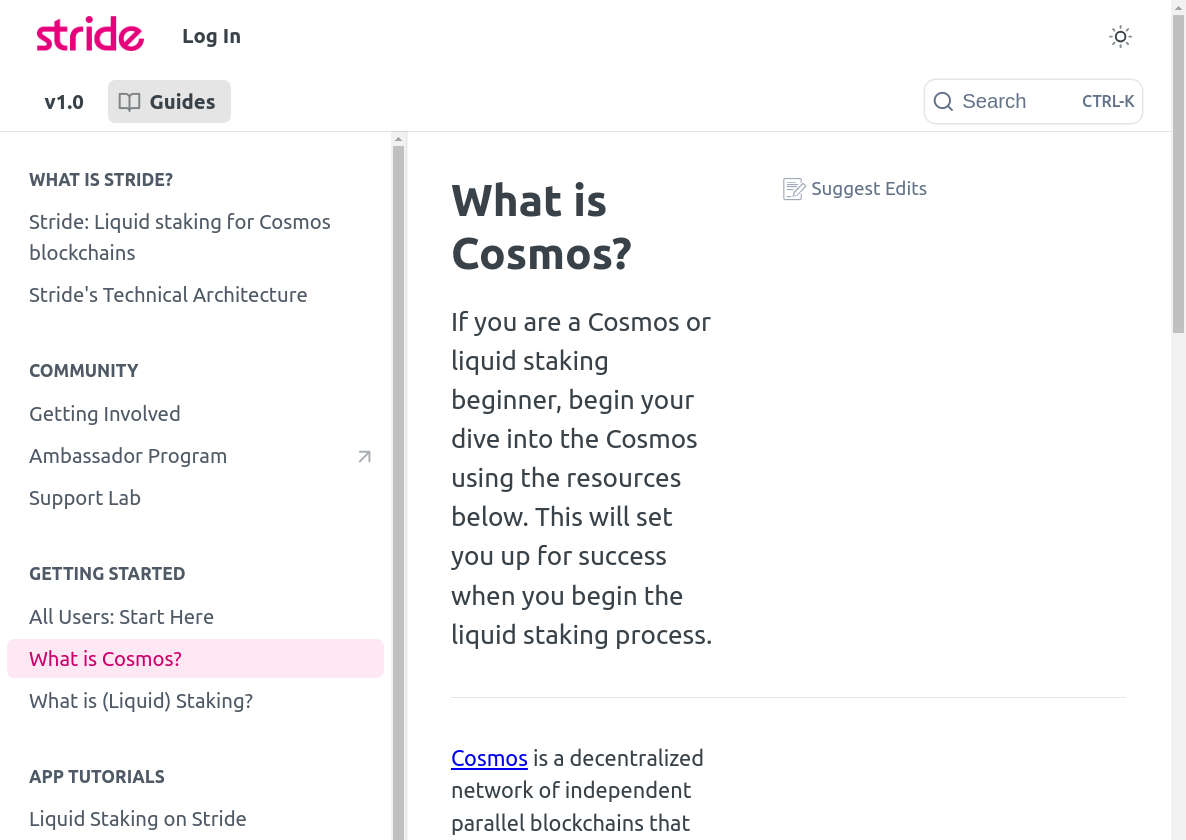 stride
Log In
v1.0
Guides
Search
CTRL-K
WHAT IS STRIDE?
Stride: Liquid staking for Cosmos
blockchains
Stride's Technical Architecture
COMMUNITY
Getting Involved
Ambassador Program
Support Lab
GETTING STARTED
All Users: Start Here
What is Cosmos?
What is (Liquid) Staking?
APP TUTORIALS
Liquid Staking on Stride
What is
Cosmos?
Suggest Edits
If you are a Cosmos or
liquid staking
beginner, begin your
dive into the Cosmos
using the resources
below. This will set
you up for success
when you begin the
liquid staking process.
Cosmos is a decentralized
network of independent
parallel blockchains that